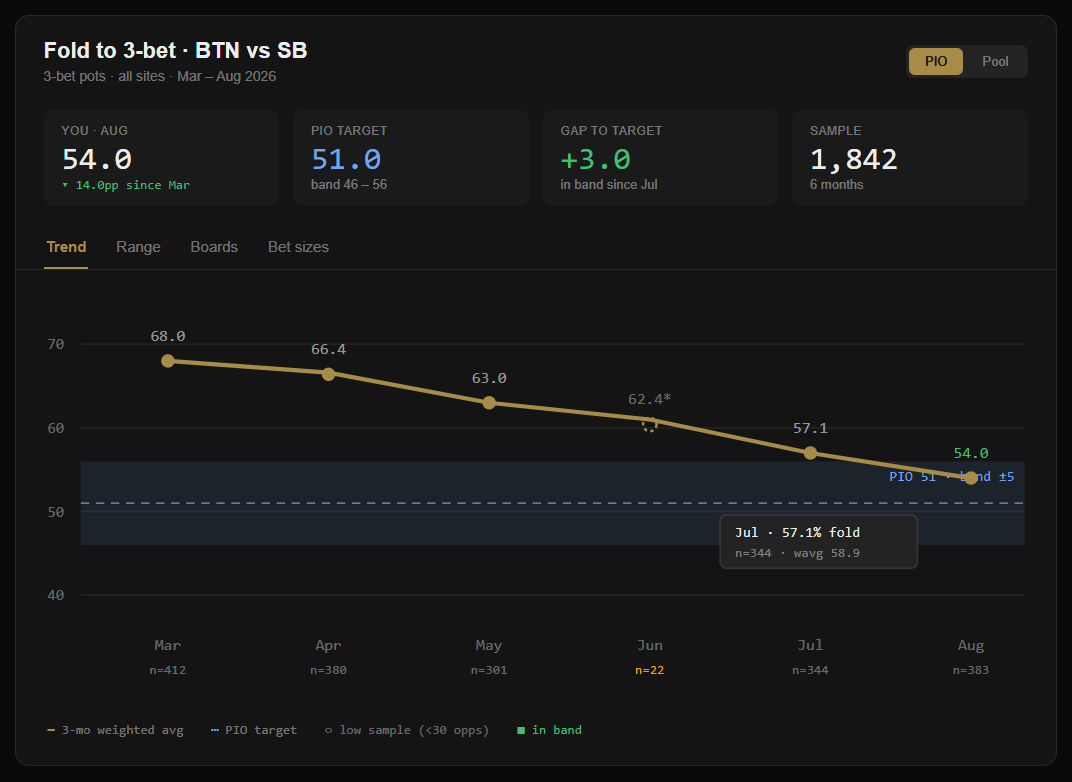 Fold to 3-bet · BTN vs SB
3-bet pots · all sites · Mar – Aug 2026
PIO
Pool
YOU · AUG
54.0
▼ 14.0pp since Mar
PIO TARGET
51.0
band 46 – 56
GAP TO TARGET
+3.0
in band since Jul
SAMPLE
1,842
6 months
Trend
Range
Boards
Bet sizes
70
60
50
40
68.0
66.4
63.0
62.4*
57.1
54.0
PIO 51 · band ±5
Jul · 57.1% fold
n=344 · wavg 58.9
Mar
Apr
May
Jun
Jul
Aug
n=412
n=380
n=301
n=22
n=344
n=383
3-mo weighted avg
PIO target
low sample (<30 opps)
in band